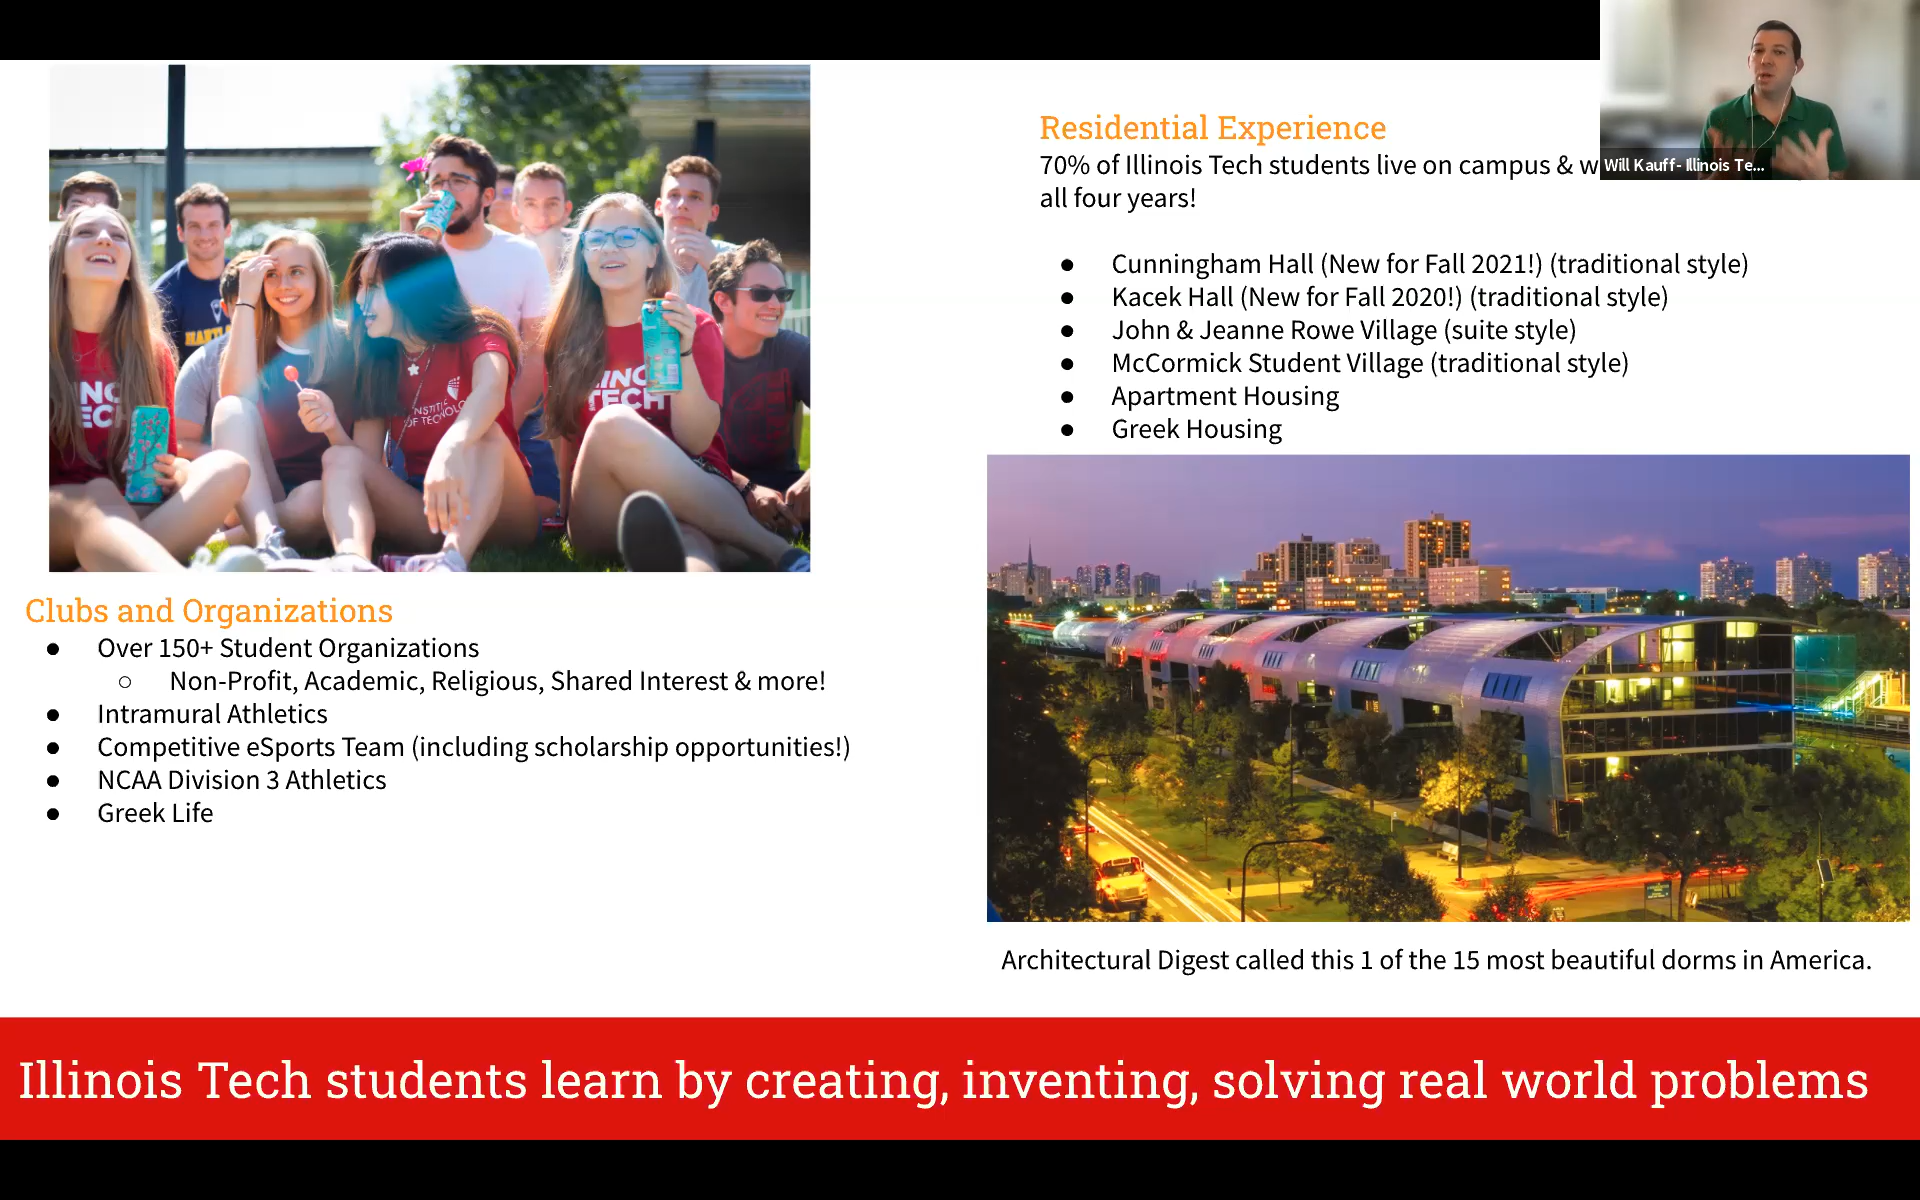 Residential Experience
70% of Illinois Tech students live on campus & w
all four years!
Will Kauff- Illinois Te...
● Cunningham Hall (New for Fall 2021!) (traditional style)
● Kacek Hall (New for Fall 2020!) (traditional style)
● John & Jeanne Rowe Village (suite style)
● McCormick Student Village (traditional style)
● Apartment Housing
● Greek Housing
Clubs and Organizations
● Over 150+ Student Organizations
○ Non-Profit, Academic, Religious, Shared Interest & more!
● Intramural Athletics
● Competitive eSports Team (including scholarship opportunities!)
● NCAA Division 3 Athletics
● Greek Life
Architectural Digest called this 1 of the 15 most beautiful dorms in America.
Illinois Tech students learn by creating, inventing, solving real world problems